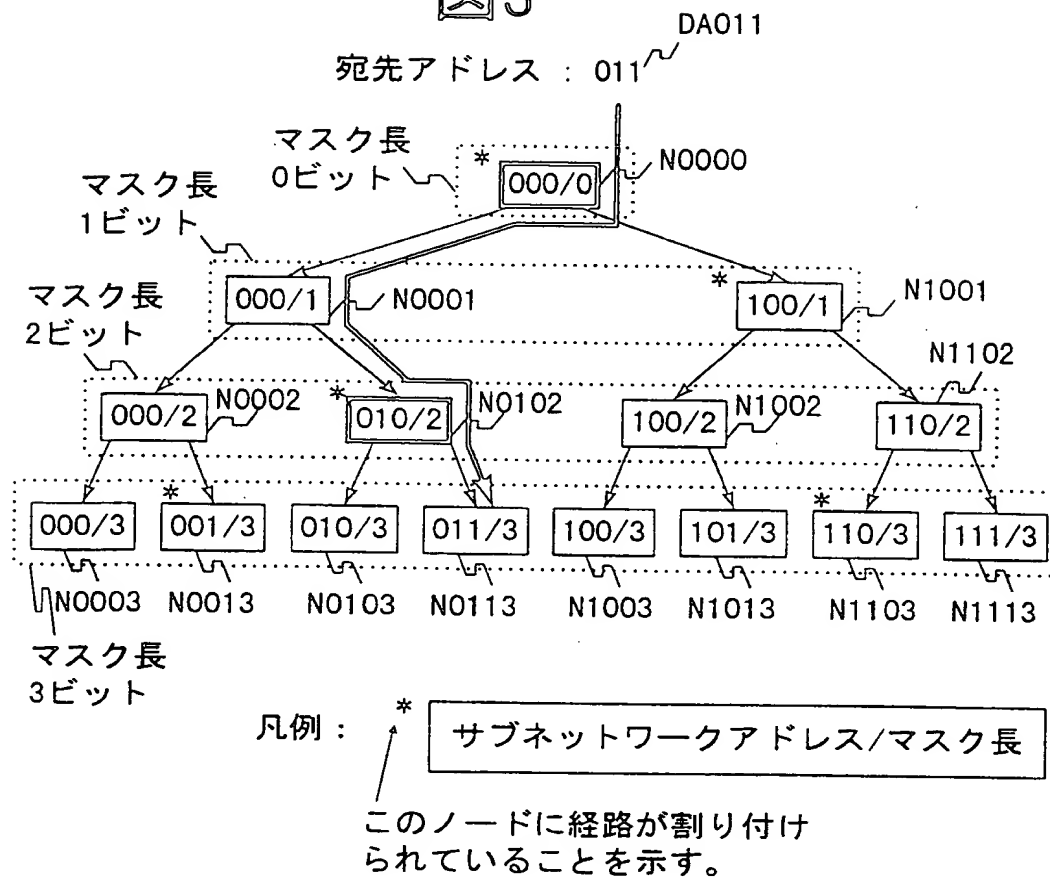 DA011
宛先アドレス : 011
マスク長
0ビット
*
000/0
N0000
マスク長
1ビット
000/1
N0001
*
100/1
N1001
マスク長
2ビット
000/2
N0002
*
010/2
N0102
100/2
N1002
110/2
N1102
000/3
*
001/3
010/3
011/3
100/3
101/3
*
110/3
111/3
N0003
N0013
N0103
N0113
N1003
N1013
N1103
N1113
マスク長
3ビット
凡例 :
*
サブネットワークアドレス/マスク長
このノードに経路が割り付け
られていることを示す。